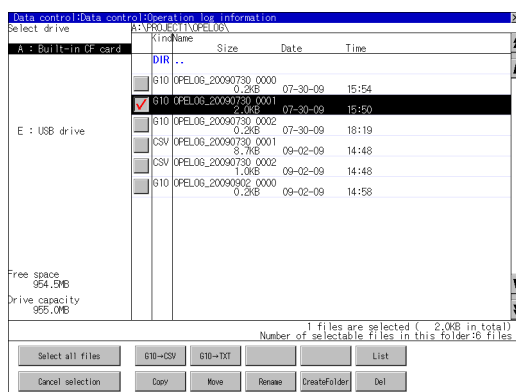 Data control:Data control:Operation log information
Select drive
A:\PROJECT1\OPELOG\
A : Built-in CF card
E : USB drive
Kind Name
Size Date Time
DIR ..
G10 OPELOG_20090730_0000
0.2KB 07-30-09 15:54
G10 OPELOG_20090730_0001
2.0KB 07-30-09 15:50
G10 OPELOG_20090730_0002
0.2KB 07-30-09 18:19
CSV OPELOG_20090730_0001
8.7KB 09-02-09 14:48
CSV OPELOG_20090730_0002
1.0KB 09-02-09 14:48
G10 OPELOG_20090902_0000
0.2KB 09-02-09 14:58
Free space
954.5MB
Drive capacity
955.0MB
1 files are selected ( 2.0KB in total)
Number of selectable files in this folder:6 files
Select all files G10→CSV G10→TXT List
Cancel selection Copy Move Rename CreateFolder Del